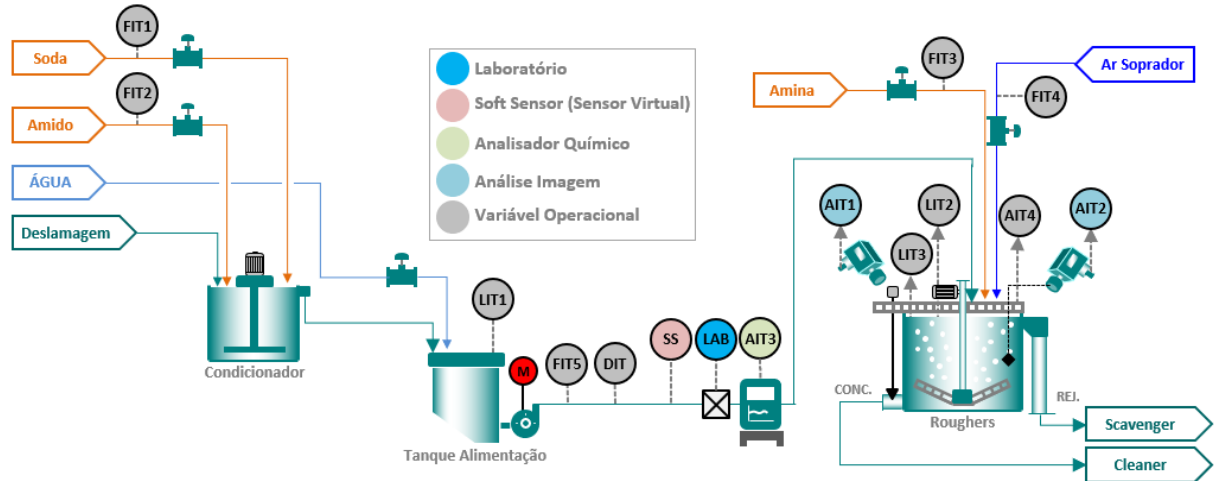 Soda
FIT1
Amido
FIT2
ÁGUA
Deslamagem
Condicionador
Laboratório
Soft Sensor (Sensor Virtual)
Analisador Químico
Análise Imagem
Variável Operacional
LIT1
Tanque Alimentação
M
FIT5
DIT
SS
LAB
AIT3
Amina
FIT3
Ar Soprador
FIT4
AIT1
LIT2
LIT3
AIT4
AIT2
CONC.
REJ.
Roughers
Scavenger
Cleaner